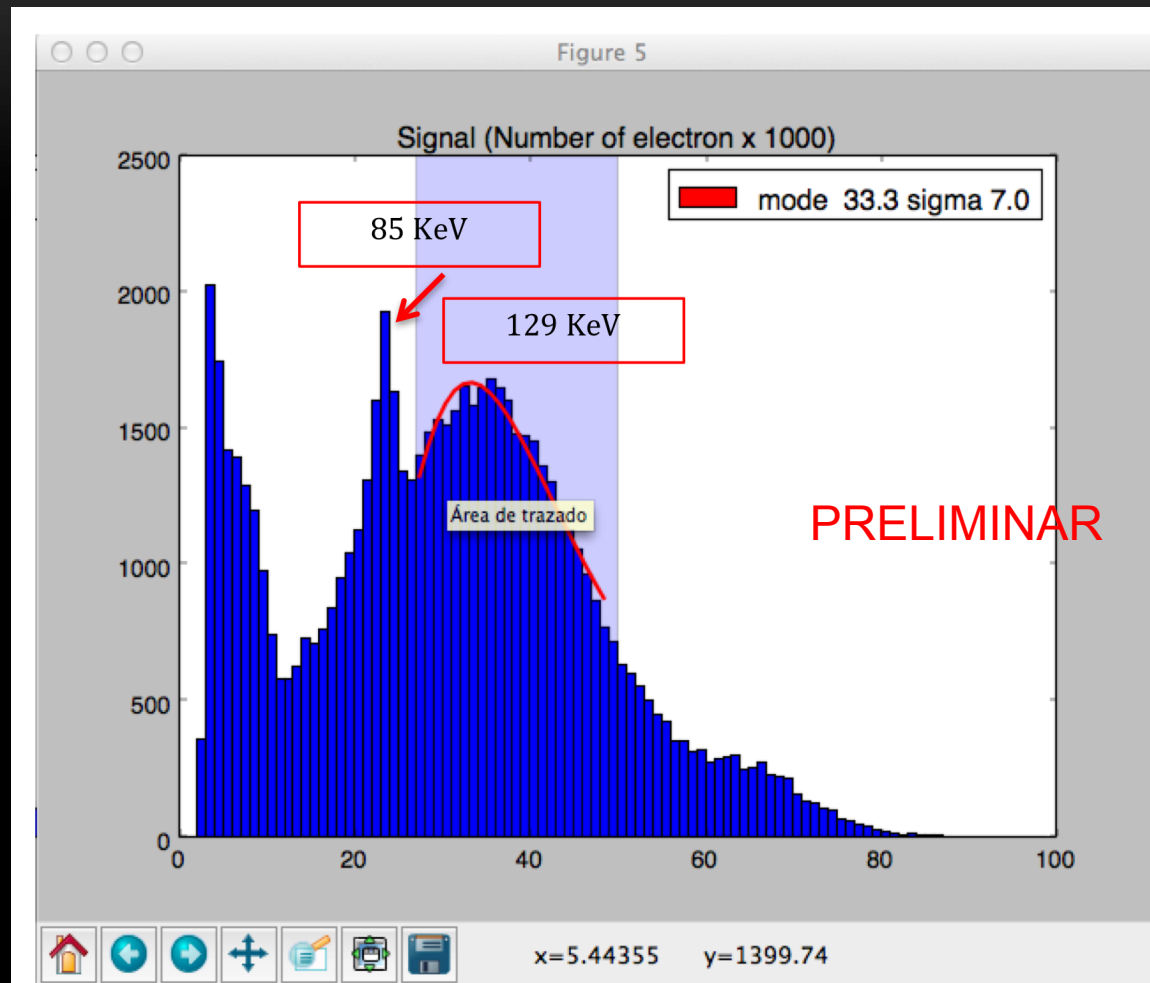 Figure 5
Signal (Number of electron x 1000)
2500
mode 33.3 sigma 7.0
85 KeV
2000
129 KeV
1500
Área de trazado
PRELIMINAR
1000
500
0
0 20 40 60 80 100
x=5.44355 y=1399.74